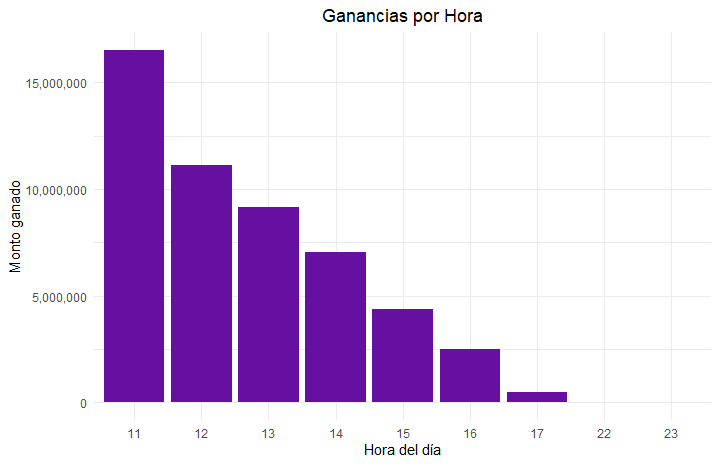 Ganancias por Hora
Monto ganado
15,000,000
10,000,000
5,000,000
0
11 12 13 14 15 16 17 22 23
Hora del día